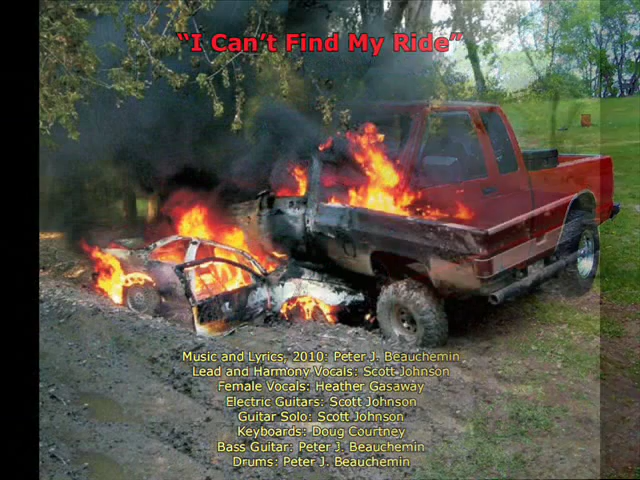 “I Can’t Find My Ride”
Music and Lyrics, 2010: Peter J. Beauchemin
Lead and Harmony Vocals: Scott Johnson
Female Vocals: Heather Gasaway
Electric Guitars: Scott Johnson
Guitar Solo: Scott Johnson
Keyboards: Doug Courtney
Bass Guitar: Peter J. Beauchemin
Drums: Peter J. Beauchemin